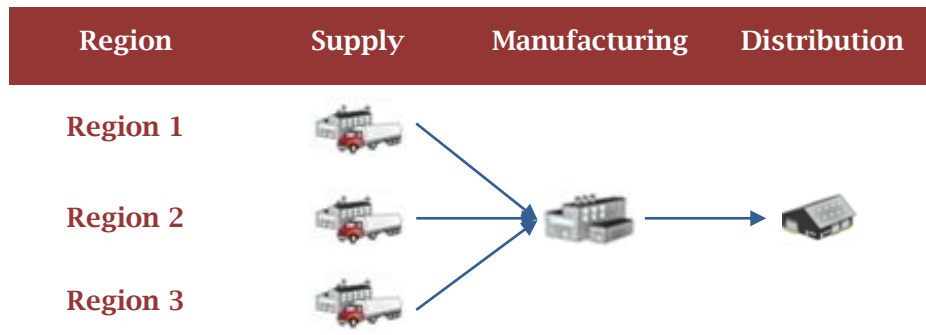 Region Supply Manufacturing Distribution
Region 1
Region 2
Region 3